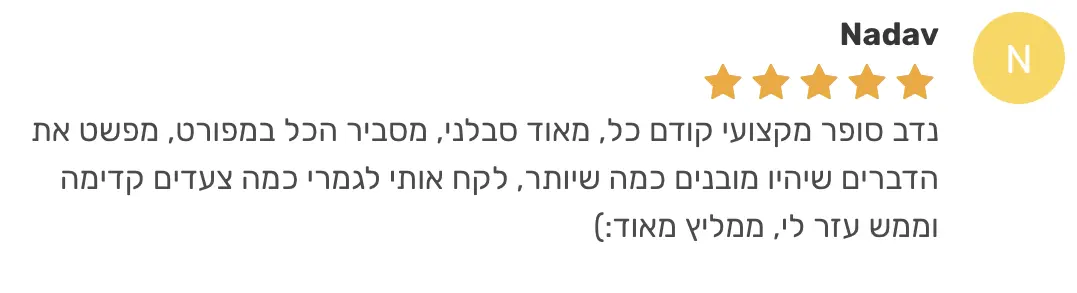 Nadav
N
נדב סופר מקצועי קודם כל, מאוד סבלני, מסביר הכל במפורט, מפשט את
הדברים שיהיו מובנים כמה שיותר, לקח אותי לגמרי כמה צעדים קדימה
וממש עזר לי, ממליץ מאוד:)